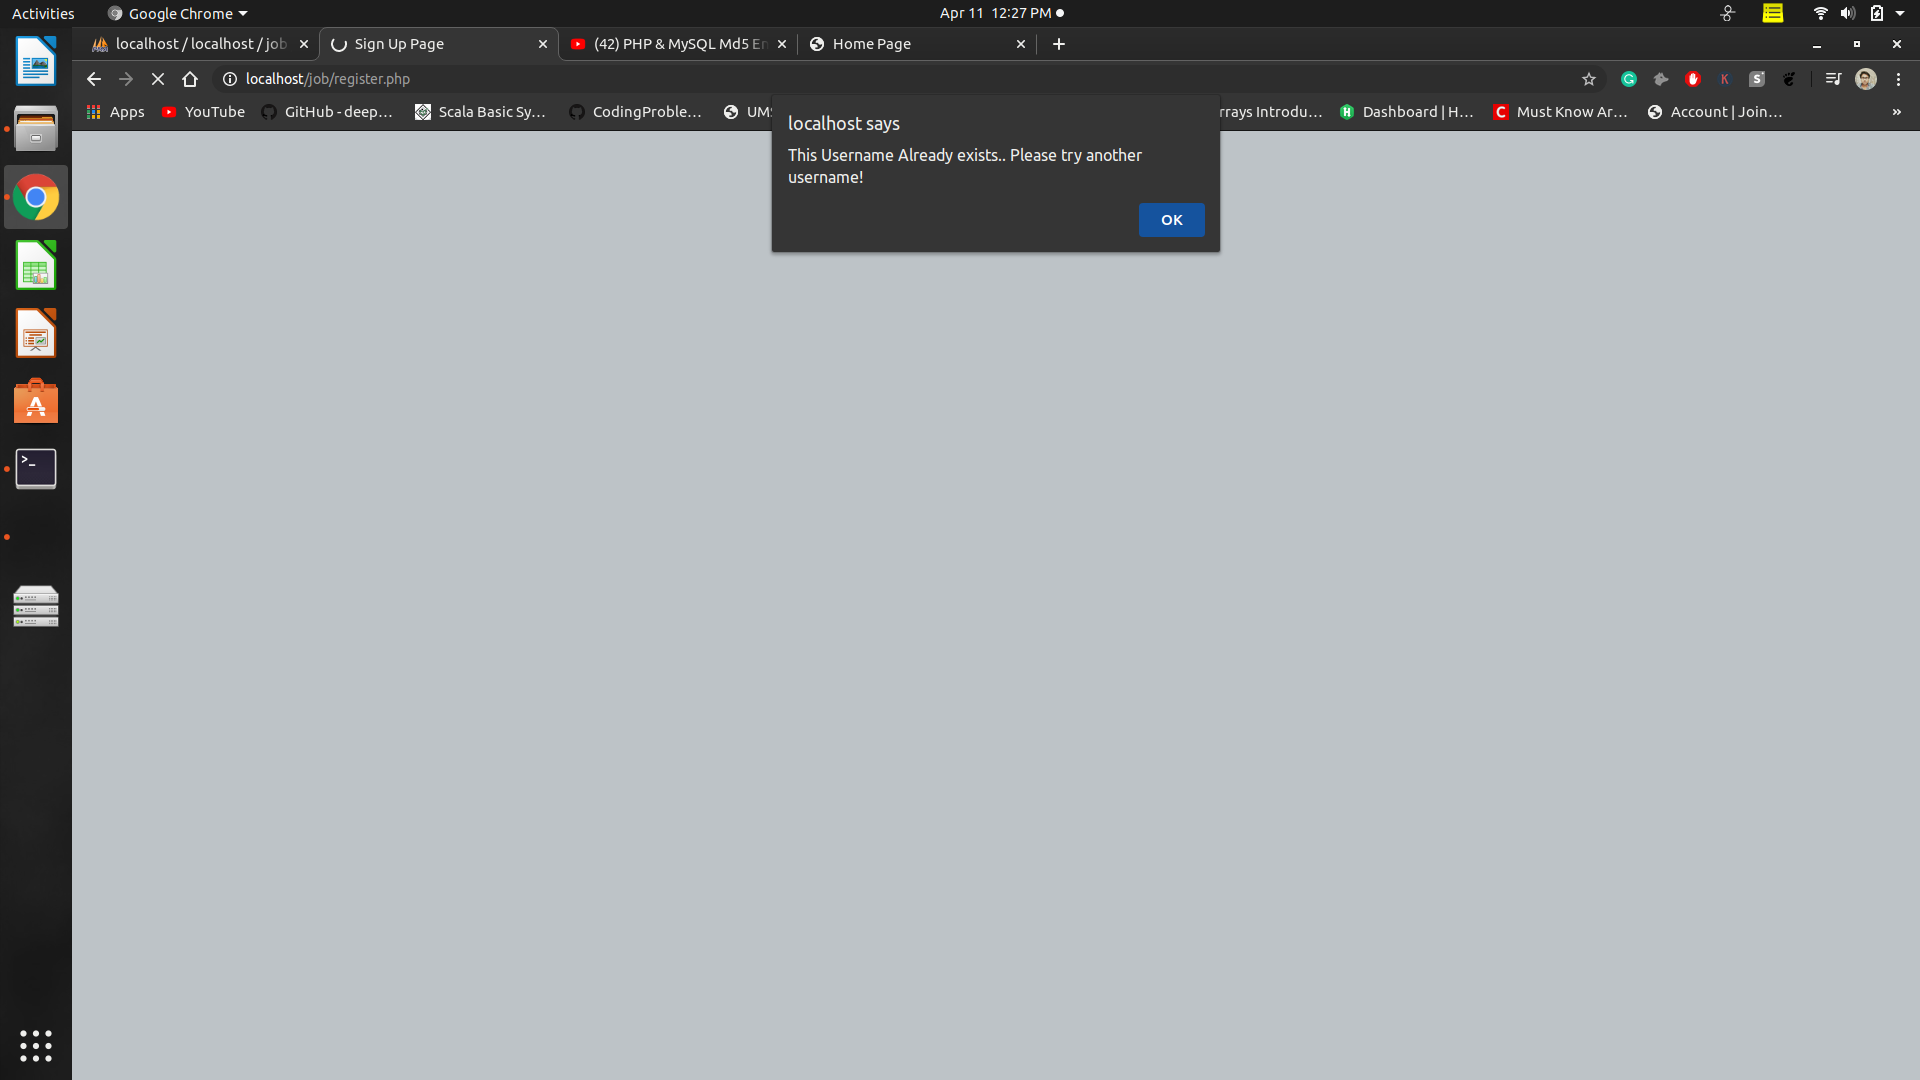 Activities
Google Chrome
Apr 11 12:27 PM
localhost / localhost / job
Sign Up Page
(42) PHP & MySQL Md5 En
Home Page
localhost/job/register.php
Apps
YouTube
GitHub - deep...
Scala Basic Sy...
CodingProble...
UMS
rrays Introdu...
Dashboard | H...
Must Know Ar...
Account | Join...
»
localhost says
This Username Already exists.. Please try another
username!
OK